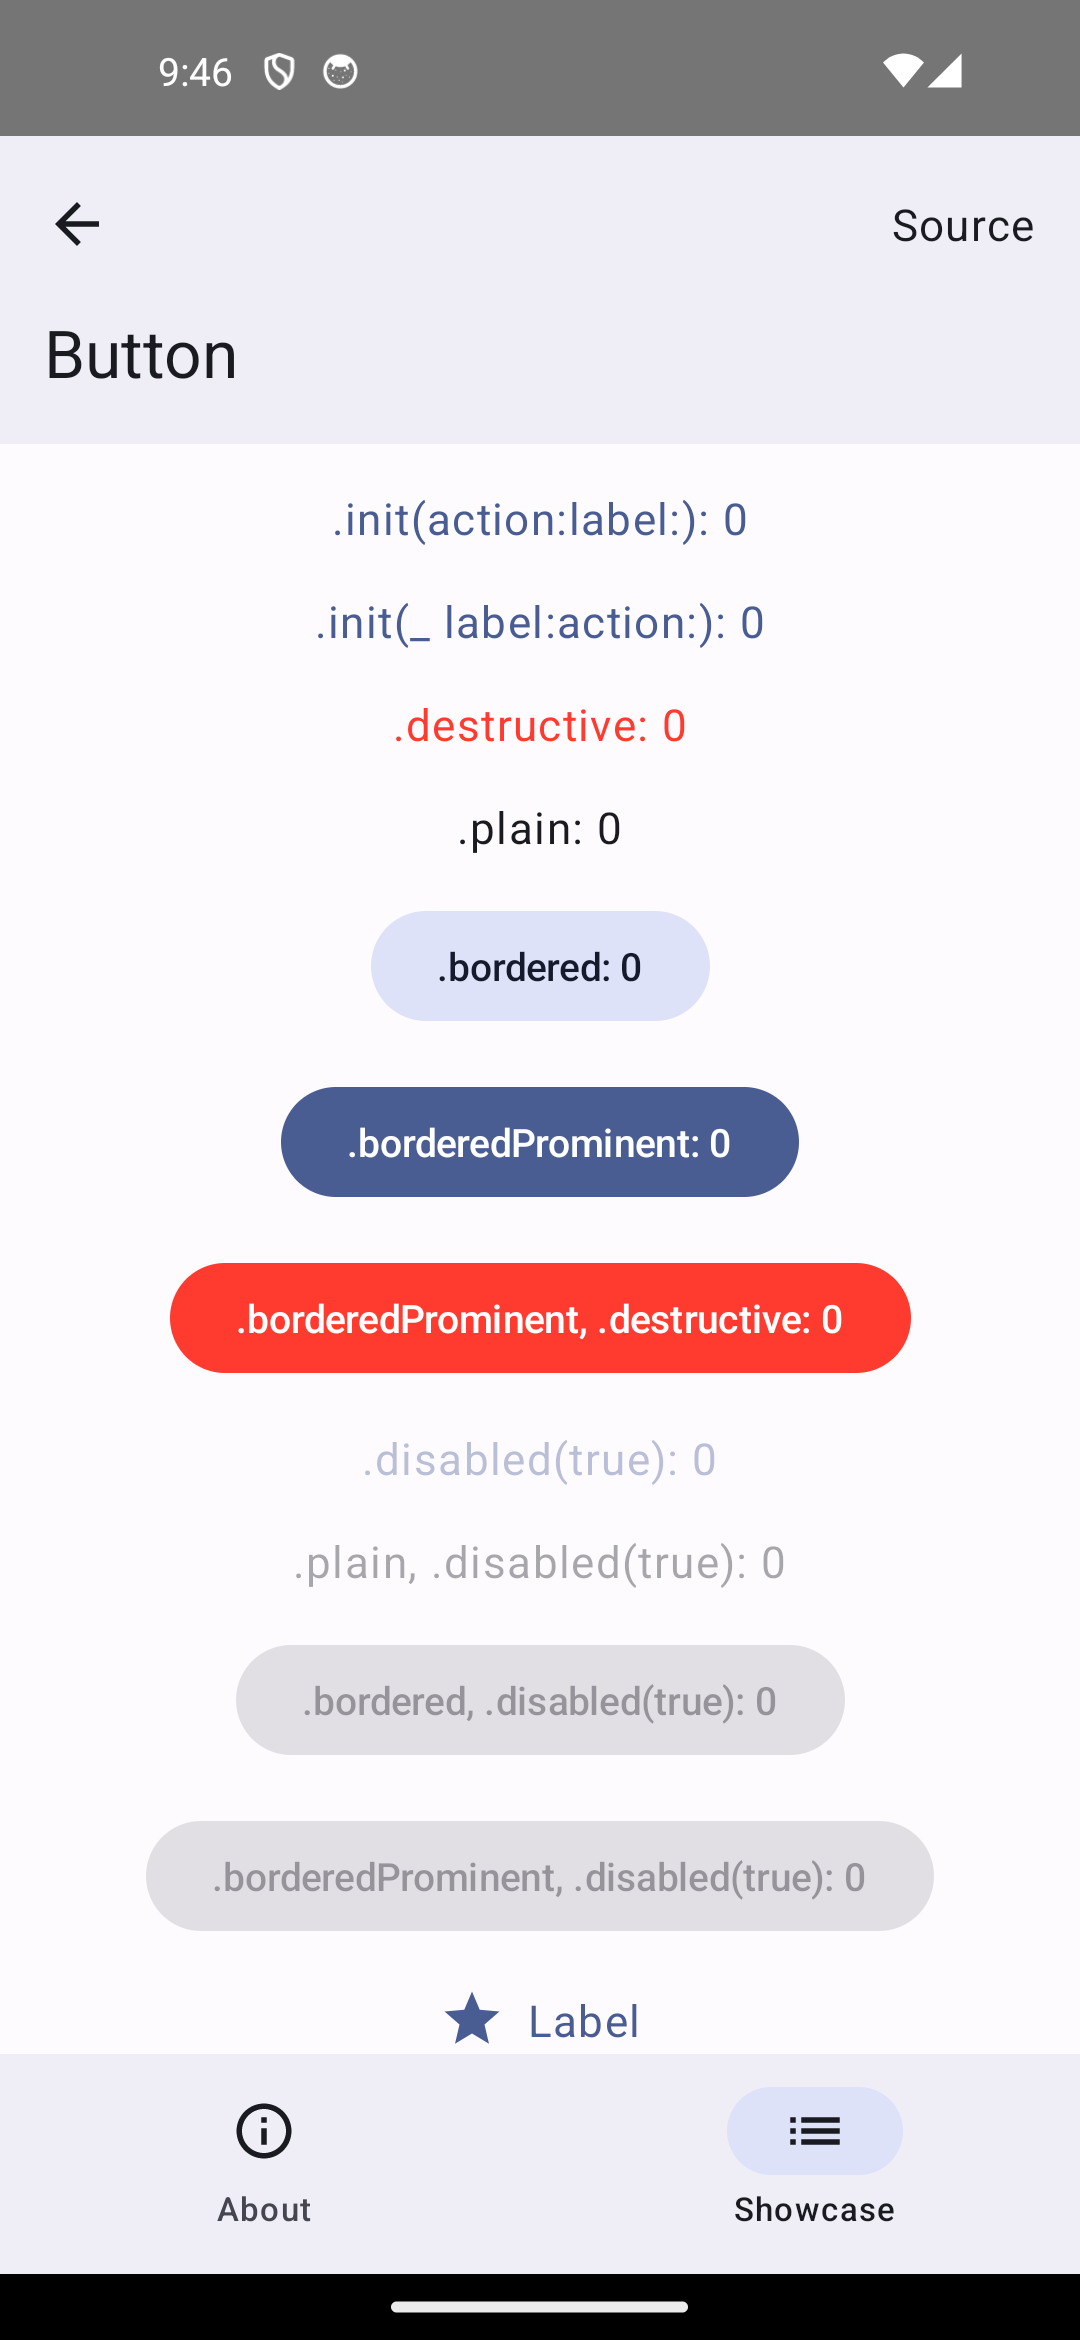 9:46
Source
Button
.init(action:label:): 0
.init(_ label:action:): 0
.destructive: 0
.plain: 0
.bordered: 0
.borderedProminent: 0
.borderedProminent, .destructive: 0
.disabled(true): 0
.plain, .disabled(true): 0
.bordered, .disabled(true): 0
.borderedProminent, .disabled(true): 0
Label
About
Showcase